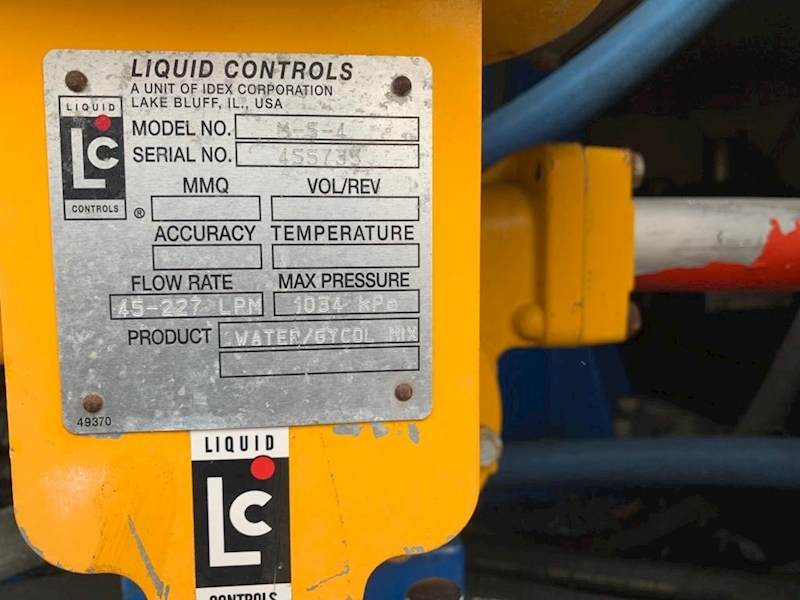 LIQUID CONTROLS
A UNIT OF IDEX CORPORATION
LAKE BLUFF, IL., USA
LIQUID
LC
CONTROLS
®
MODEL NO. M-5-4
SERIAL NO. 455735
MMQ VOL/REV
ACCURACY TEMPERATURE
FLOW RATE MAX PRESSURE
45-227 LPM 1034 kPa
PRODUCT WATER/GYCOL MIX
49370
LIQUID
LC
CONTROLS